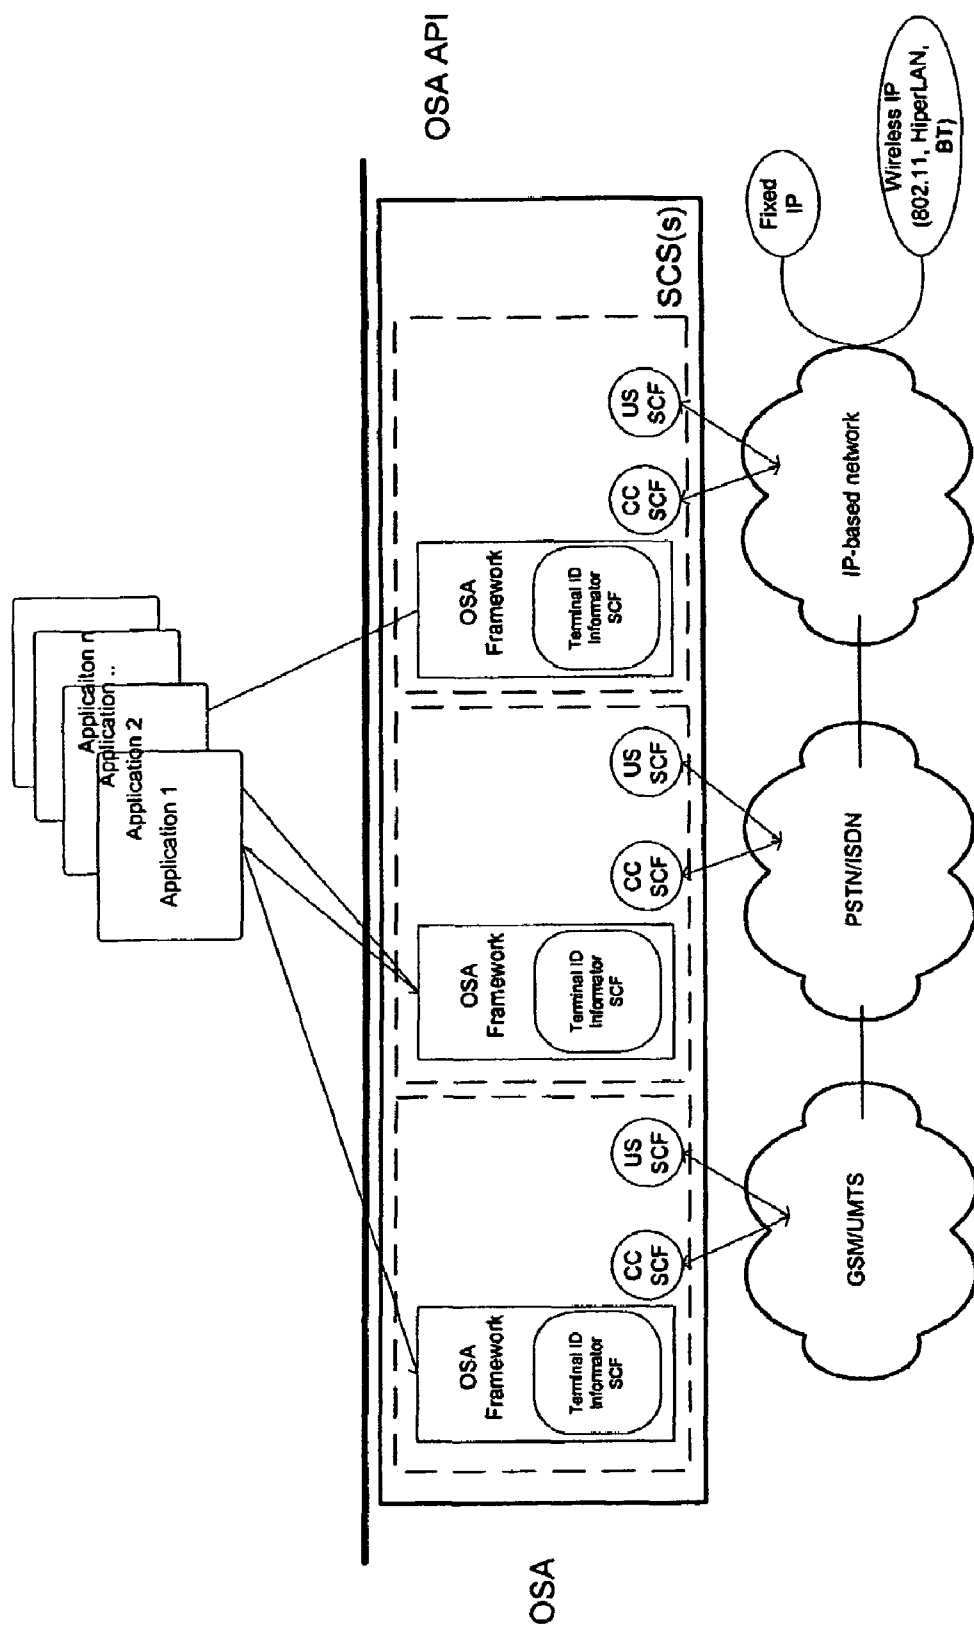 Applicaiton n
Application ..
Application 2
Application 1
OSA API
OSA
OSA
Framework
Terminal ID
Informator
SCF
CC
SCF
US
SCF
OSA
Framework
Terminal ID
Informator
SCF
CC
SCF
US
SCF
OSA
Framework
Terminal ID
Informator
SCF
CC
SCF
US
SCF
SCS(s)
GSM/UMTS
PSTN/ISDN
IP-based network
Fixed
IP
Wireless IP
(802.11, HiperLAN,
BT)